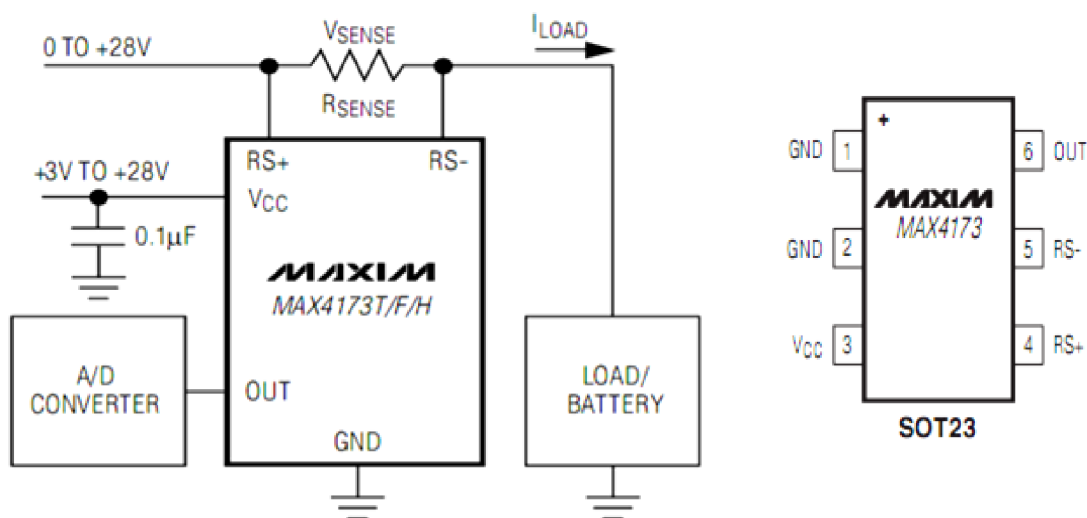 0 TO +28V
VSENSE
ILOAD
RSENSE
RS+
RS-
+3V TO +28V
VCC
0.1µF
MAXIM
MAX4173T/F/H
A/D
CONVERTER
OUT
GND
LOAD/
BATTERY
+
GND 1
6 OUT
MAXIM
MAX4173
GND 2
5 RS-
VCC 3
4 RS+
SOT23